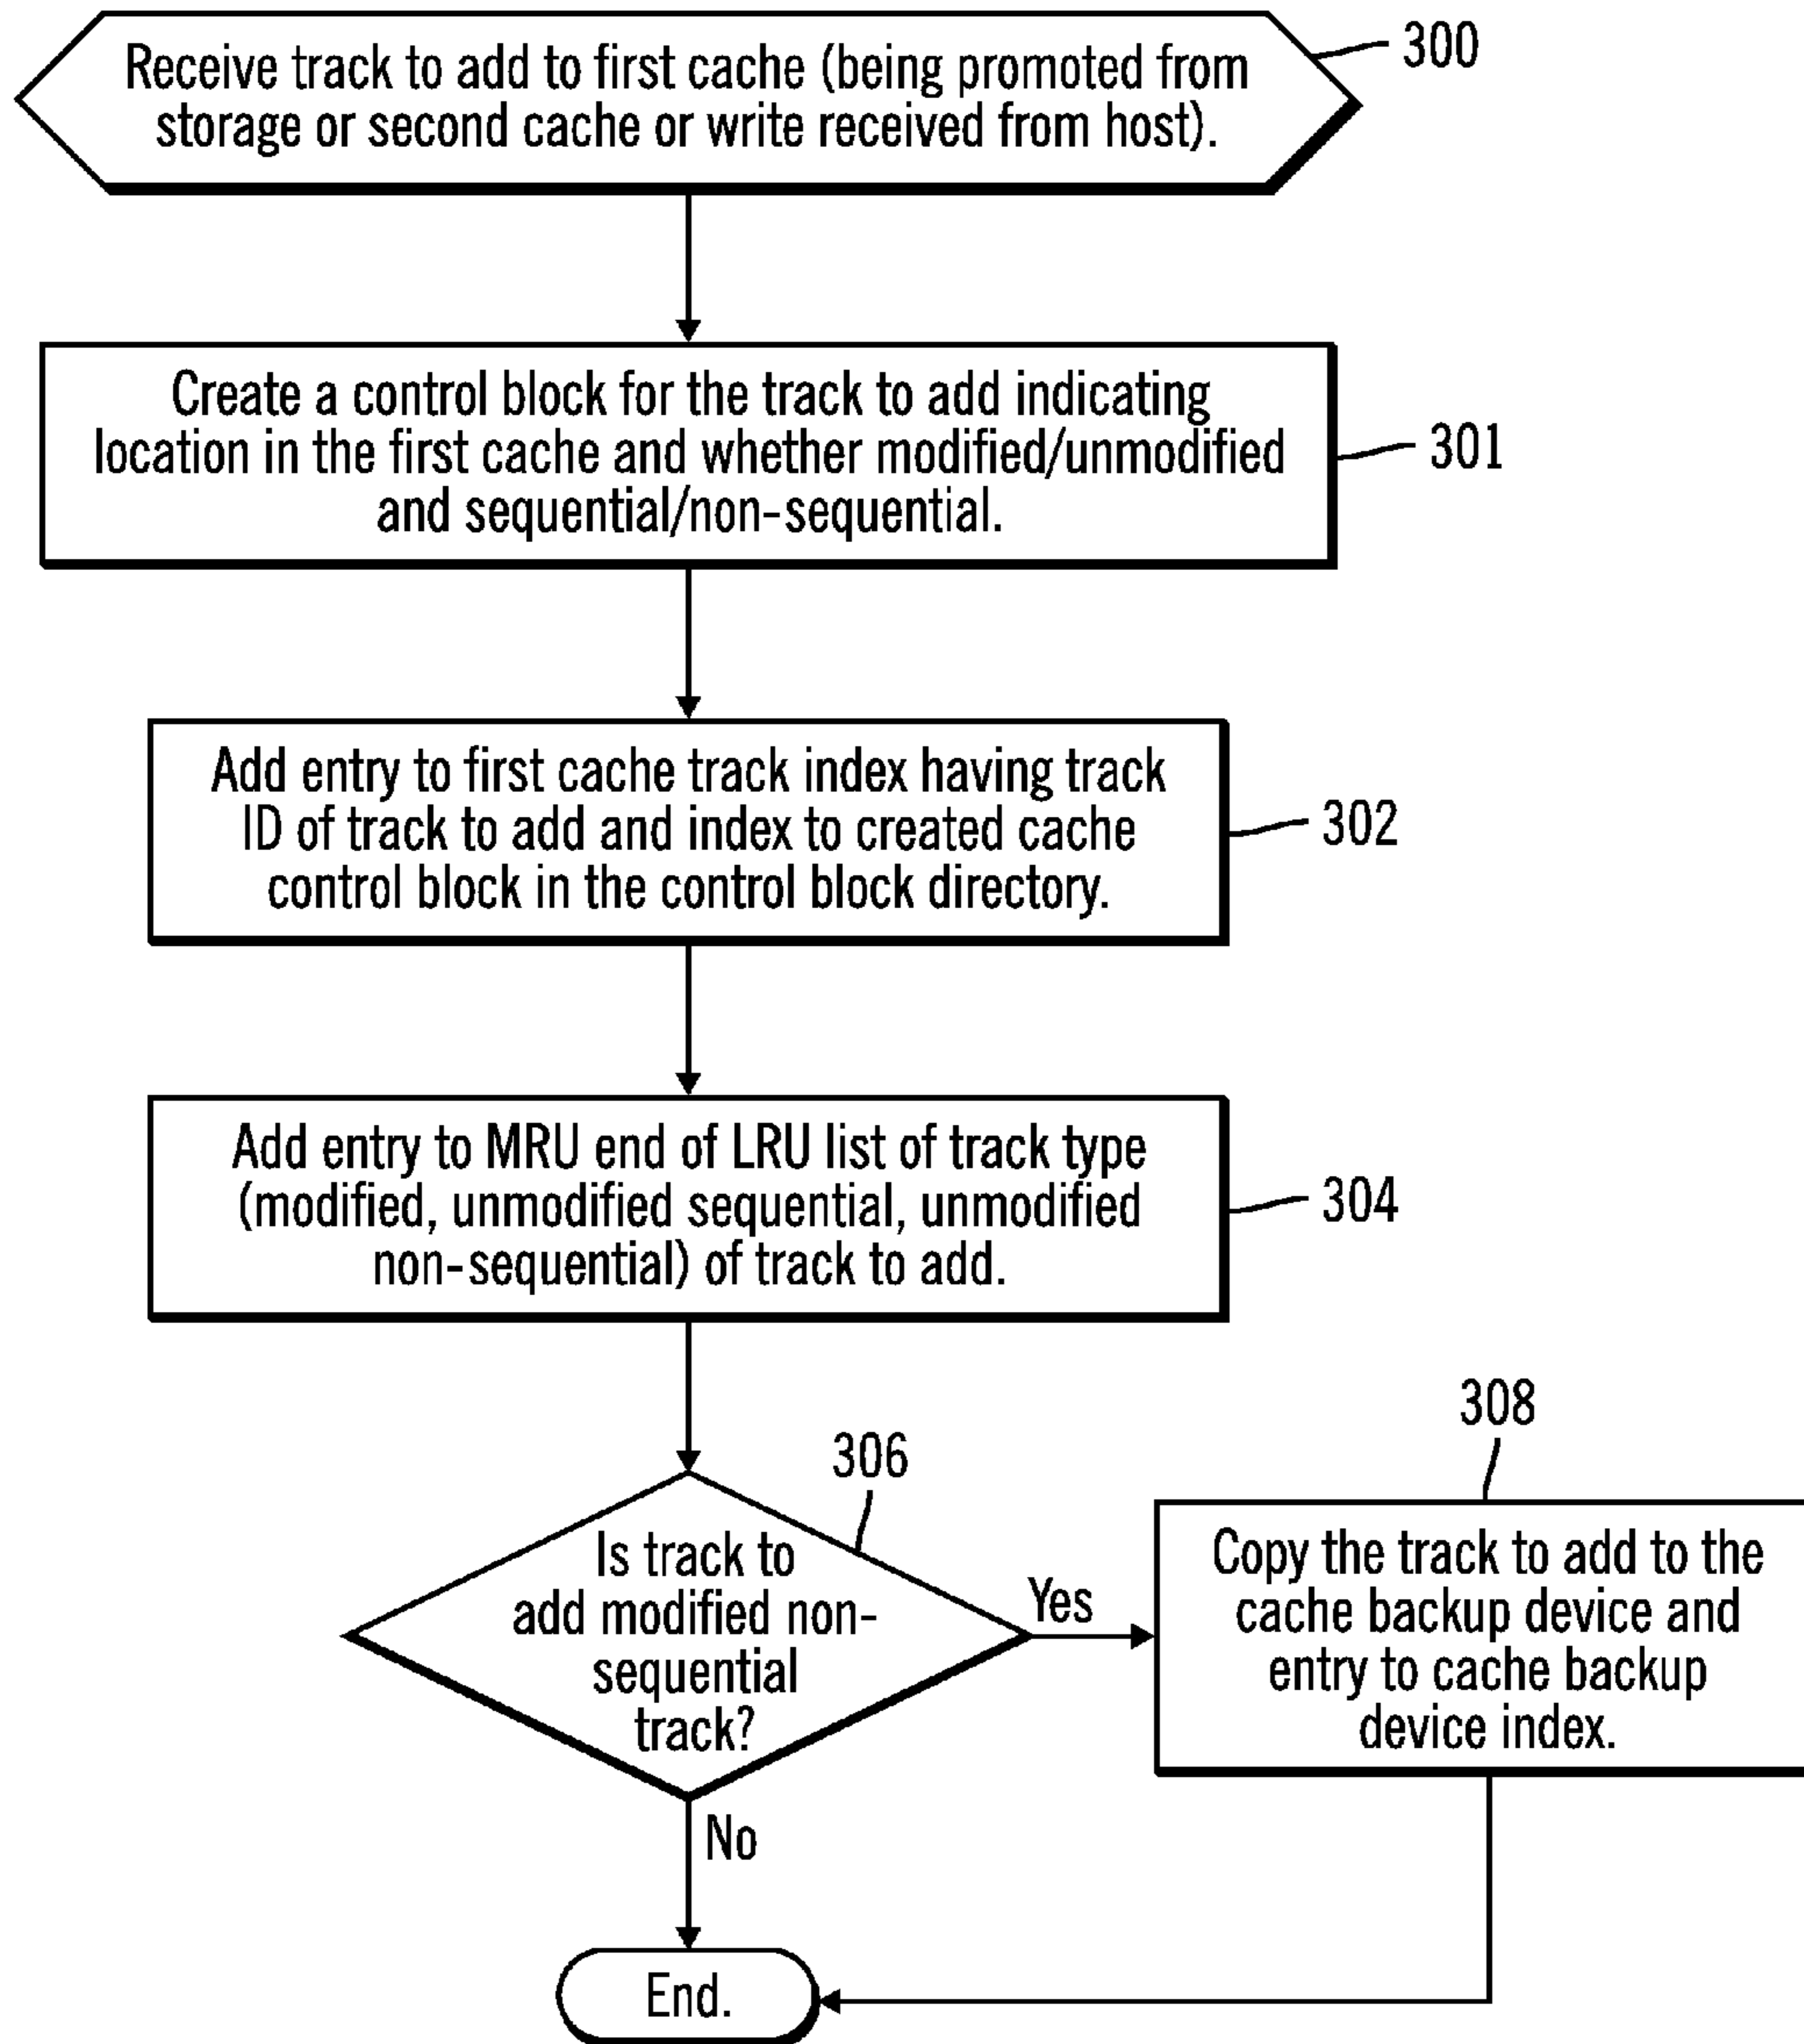 Receive track to add to first cache (being promoted from
storage or second cache or write received from host).
300
Create a control block for the track to add indicating
location in the first cache and whether modified/unmodified
and sequential/non-sequential.
301
Add entry to first cache track index having track
ID of track to add and index to created cache
control block in the control block directory.
302
Add entry to MRU end of LRU list of track type
(modified, unmodified sequential, unmodified
non-sequential) of track to add.
304
306
Is track to
add modified non-
sequential
track?
Yes
No
308
Copy the track to add to the
cache backup device and
entry to cache backup
device index.
End.